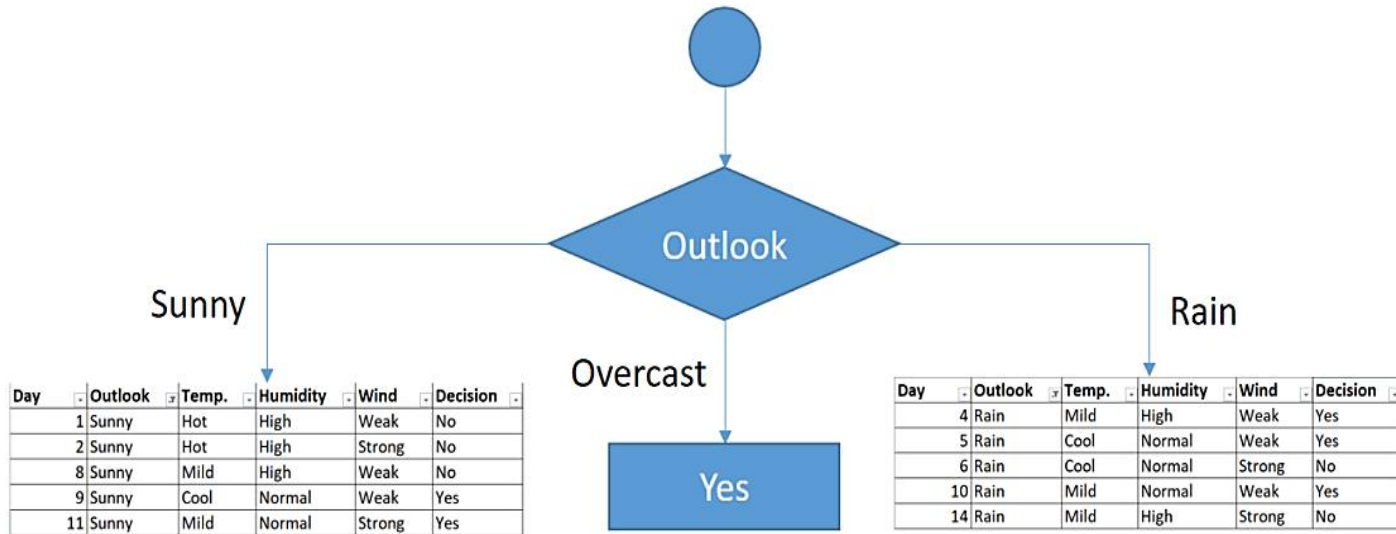 Outlook
Sunny
Overcast
Rain
Day Outlook Temp. Humidity Wind Decision
1 Sunny Hot High Weak No
2 Sunny Hot High Strong No
8 Sunny Mild High Weak No
9 Sunny Cool Normal Weak Yes
11 Sunny Mild Normal Strong Yes
Yes
Day Outlook Temp. Humidity Wind Decision
4 Rain Mild High Weak Yes
5 Rain Cool Normal Weak Yes
6 Rain Cool Normal Strong No
10 Rain Mild Normal Weak Yes
14 Rain Mild High Strong No